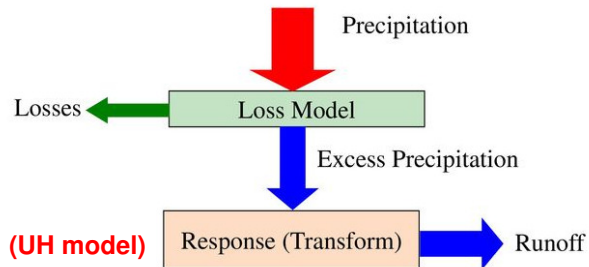 Precipitation
Losses
Loss Model
Excess Precipitation
(UH model)
Response (Transform)
Runoff